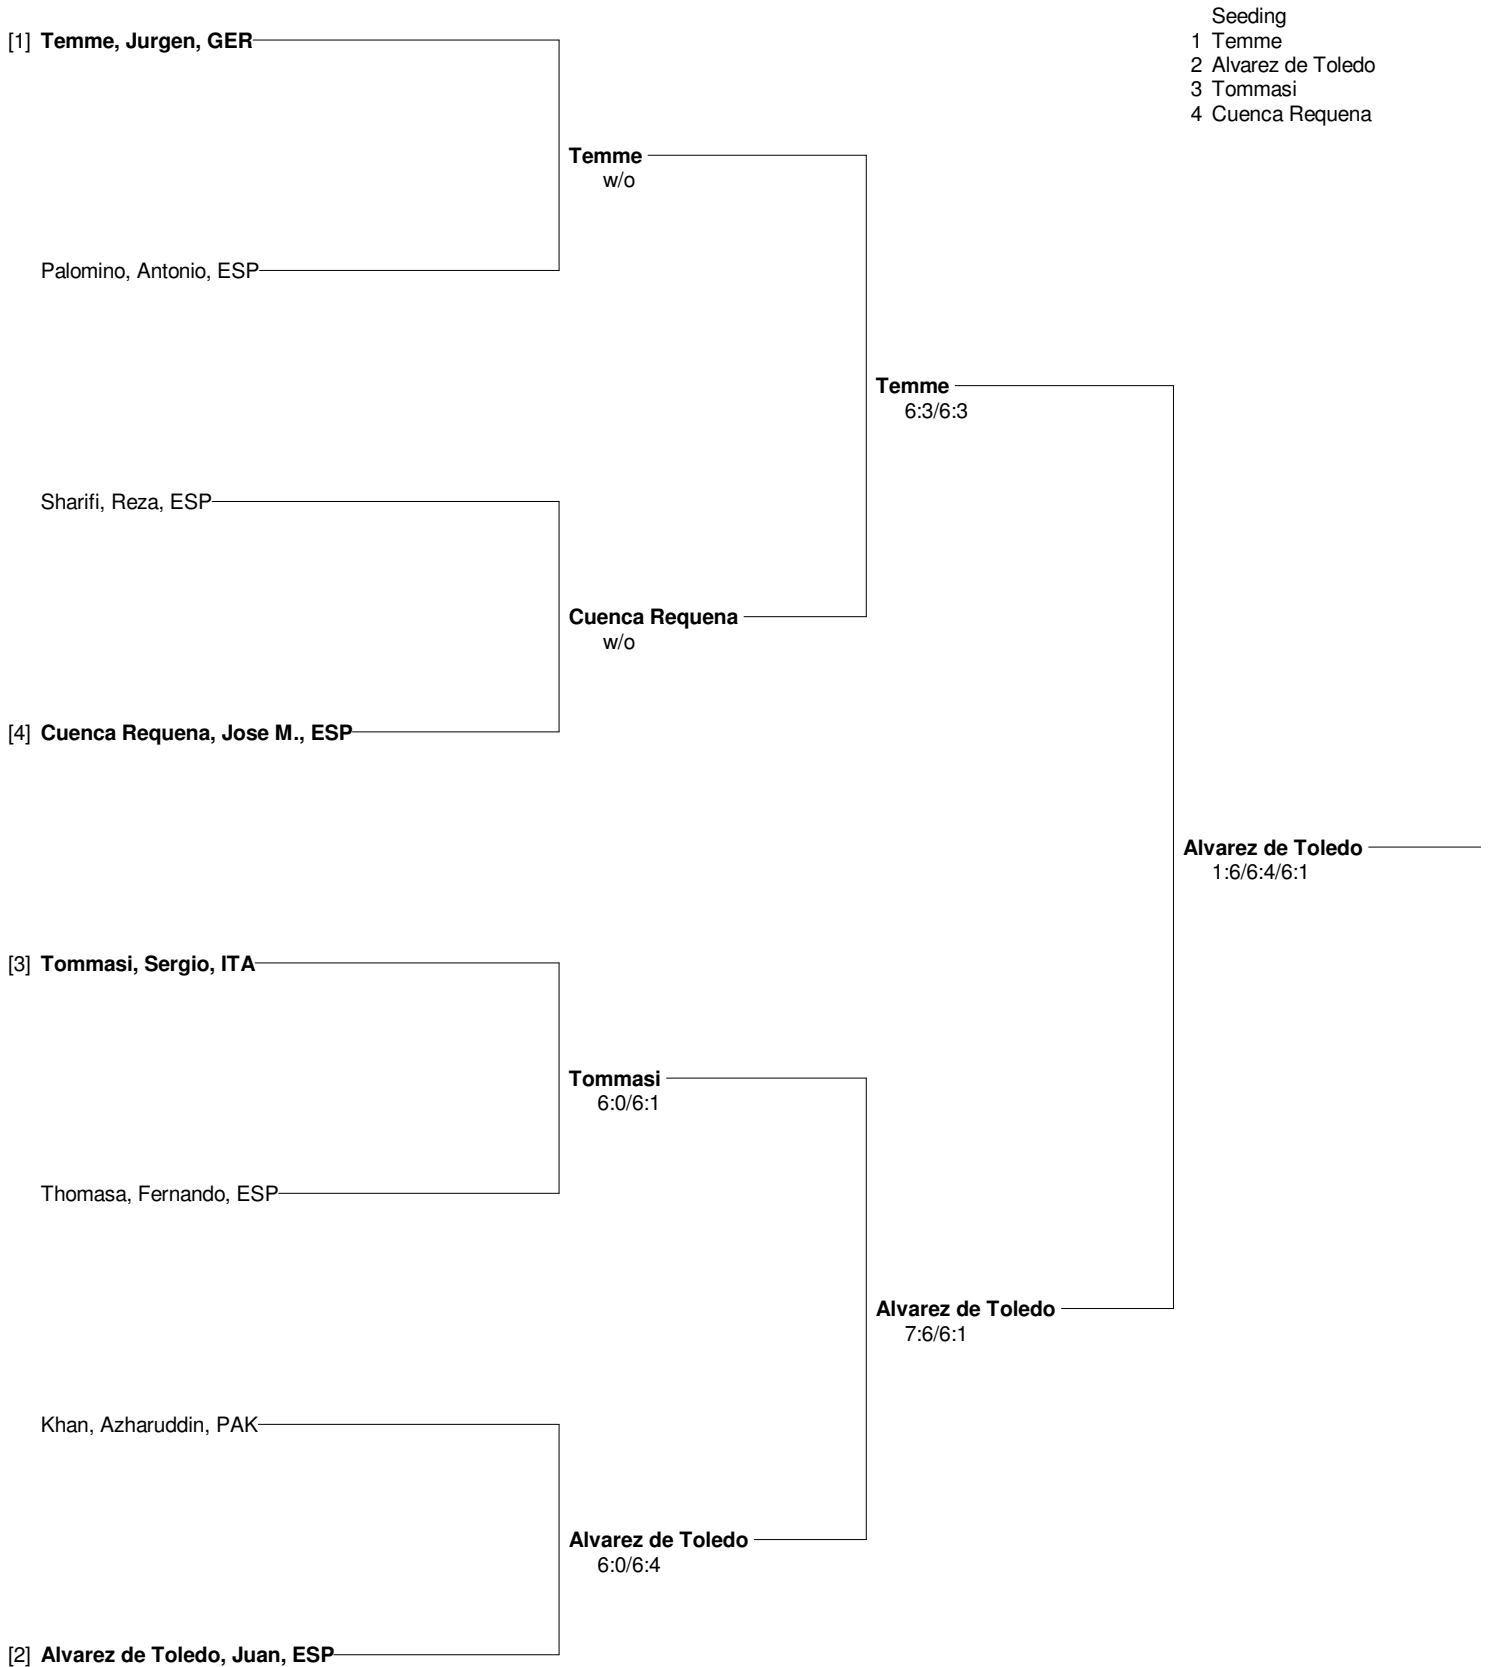 Seeding
1 Temme
2 Alvarez de Toledo
3 Tommasi
4 Cuenca Requena
[1] Temme, Jurgen, GER
Temme
w/o
Palomino, Antonio, ESP
Temme
6:3/6:3
Sharifi, Reza, ESP
Cuenca Requena
w/o
[4] Cuenca Requena, Jose M., ESP
Alvarez de Toledo
1:6/6:4/6:1
[3] Tommasi, Sergio, ITA
Tommasi
6:0/6:1
Thomasa, Fernando, ESP
Alvarez de Toledo
7:6/6:1
Khan, Azharuddin, PAK
Alvarez de Toledo
6:0/6:4
[2] Alvarez de Toledo, Juan, ESP